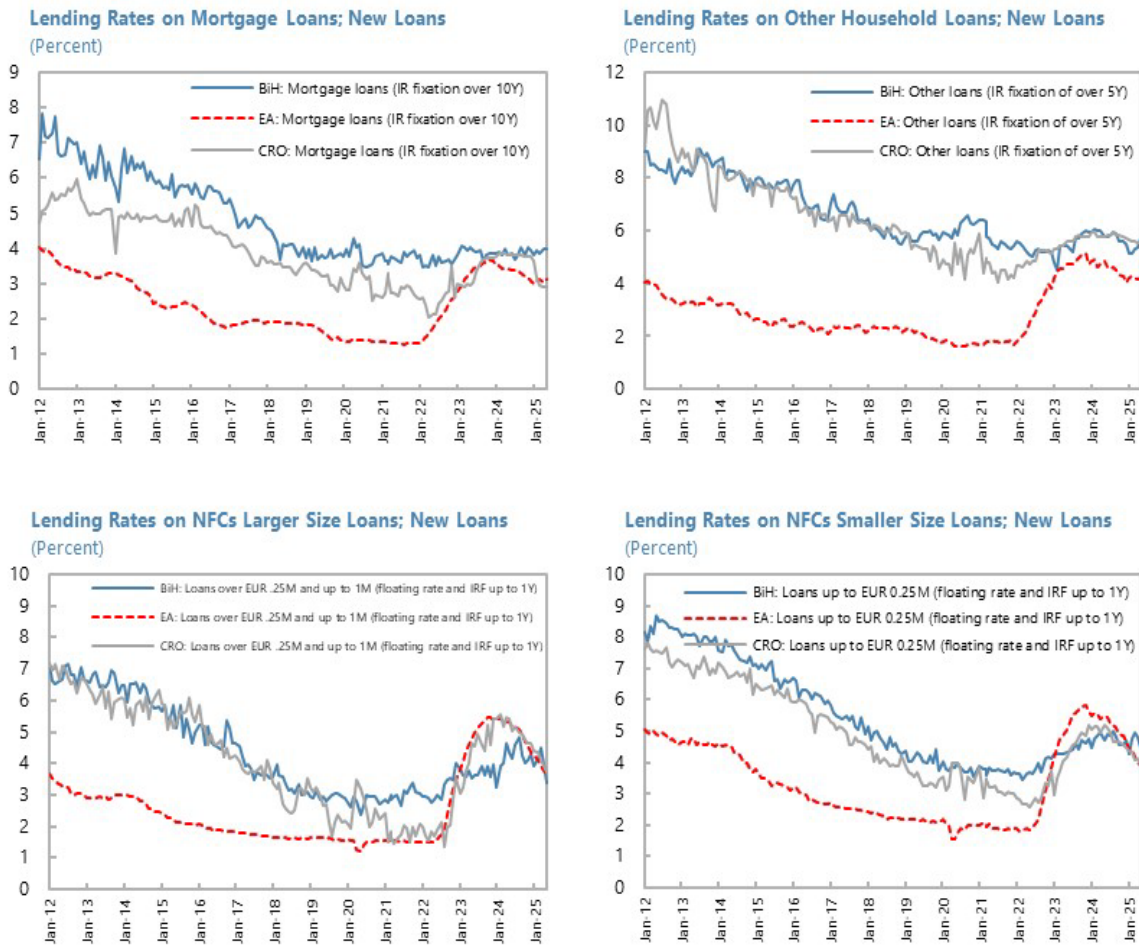 Lending Rates on Mortgage Loans; New Loans
(Percent)
9
8
7
6
5
4
3
2
1
0
BiH: Mortgage loans (IR fixation over 10Y)
EA: Mortgage loans (IR fixation over 10Y)
CRO: Mortgage loans (IR fixation over 10Y)
Jan-12
Jan-13
Jan-14
Jan-15
Jan-16
Jan-17
Jan-18
Jan-19
Jan-20
Jan-21
Jan-22
Jan-23
Jan-24
Jan-25
Lending Rates on Other Household Loans; New Loans
(Percent)
12
10
8
6
4
2
0
BiH: Other loans (IR fixation of over 5Y)
EA: Other loans (IR fixation of over 5Y)
CRO: Other loans (IR fixation of over 5Y)
Jan-12
Jan-13
Jan-14
Jan-15
Jan-16
Jan-17
Jan-18
Jan-19
Jan-20
Jan-21
Jan-22
Jan-23
Jan-24
Jan-25
Lending Rates on NFCs Larger Size Loans; New Loans
(Percent)
10
9
8
7
6
5
4
3
2
1
0
BiH: Loans over EUR .25M and up to 1M (floating rate and IRF up to 1Y)
EA: Loans over EUR .25M and up to 1M (floating rate and IRF up to 1Y)
CRO: Loans over EUR .25M and up to 1M (floating rate and IRF up to 1Y)
Jan-12
Jan-13
Jan-14
Jan-15
Jan-16
Jan-17
Jan-18
Jan-19
Jan-20
Jan-21
Jan-22
Jan-23
Jan-24
Jan-25
Lending Rates on NFCs Smaller Size Loans; New Loans
(Percent)
10
9
8
7
6
5
4
3
2
1
0
BiH: Loans up to EUR 0.25M (floating rate and IRF up to 1Y)
EA: Loans up to EUR 0.25M (floating rate and IRF up to 1Y)
CRO: Loans up to EUR 0.25M (floating rate and IRF up to 1Y)
Jan-12
Jan-13
Jan-14
Jan-15
Jan-16
Jan-17
Jan-18
Jan-19
Jan-20
Jan-21
Jan-22
Jan-23
Jan-24
Jan-25